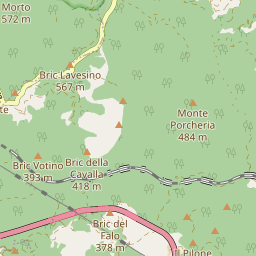 Morto
572 m
Bric Lavesino
567 m
Monte
Porcheria
484 m
te
Bric della
Cavalla
418 m
Bric Votino
393 m
Bric del
Falo
378 m
Il Pilone